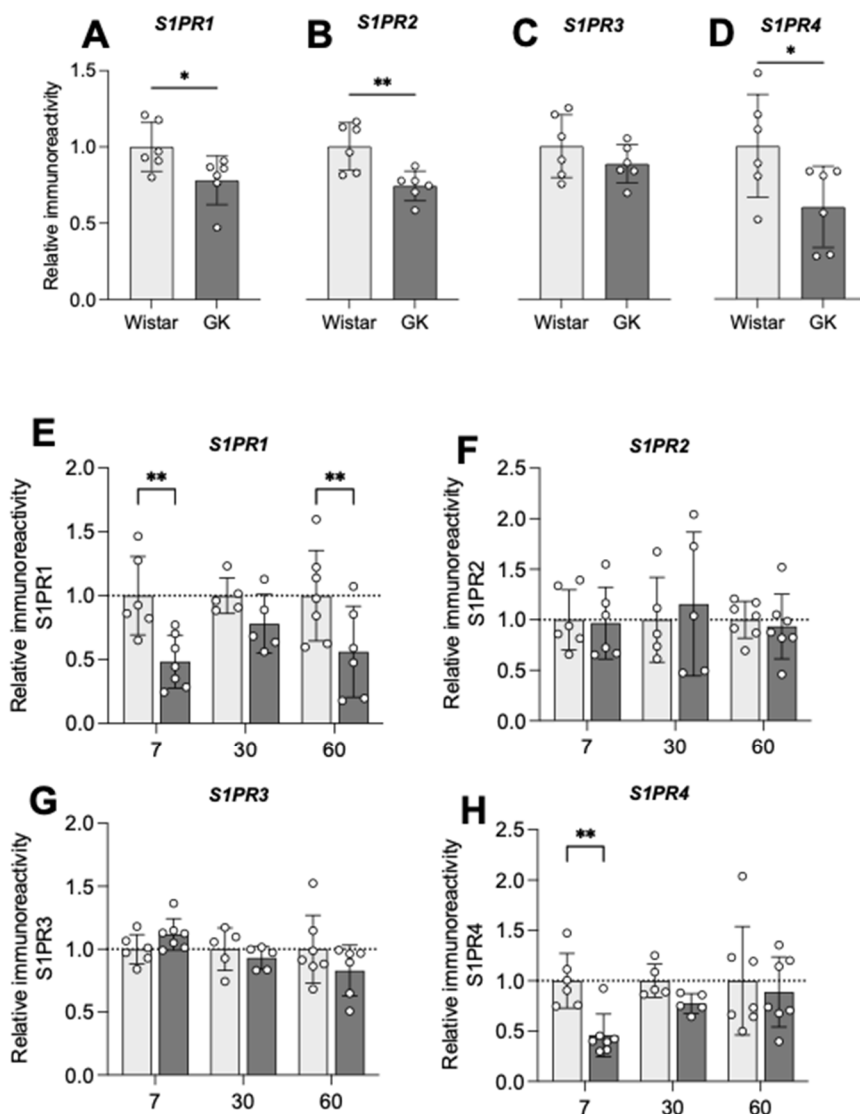 A S1PR1
B S1PR2
C S1PR3
D S1PR4
Relative immunoreactivity
1.5
1.0
0.5
0.0
*
Wistar GK
**
Wistar GK
Wistar GK
*
Wistar GK
E S1PR1
Relative immunoreactivity
S1PR1
2.0
1.5
1.0
0.5
0.0
** **
7 30 60
F S1PR2
Relative immunoreactivity
S1PR2
2.5
2.0
1.5
1.0
0.5
0.0
7 30 60
G S1PR3
Relative immunoreactivity
S1PR3
2.0
1.5
1.0
0.5
0.0
7 30 60
H S1PR4
Relative immunoreactivity
S1PR4
2.5
2.0
1.5
1.0
0.5
0.0
**
7 30 60